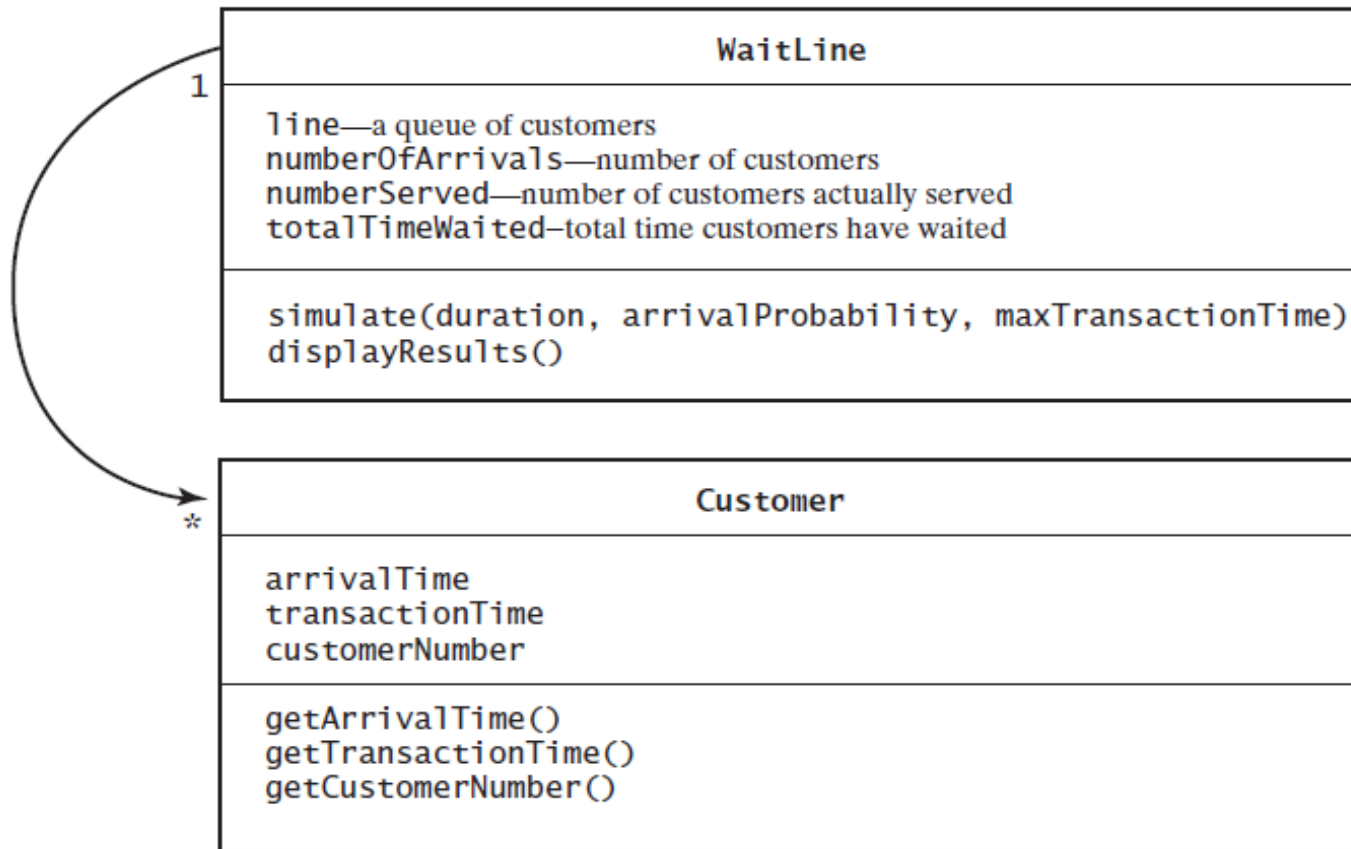 WaitLine
1
line—a queue of customers
numberOfArrivals—number of customers
numberServed—number of customers actually served
totalTimeWaited–total time customers have waited
simulate(duration, arrivalProbability, maxTransactionTime)
displayResults()
Customer
*
arrivalTime
transactionTime
customerNumber
getArrivalTime()
getTransactionTime()
getCustomerNumber()